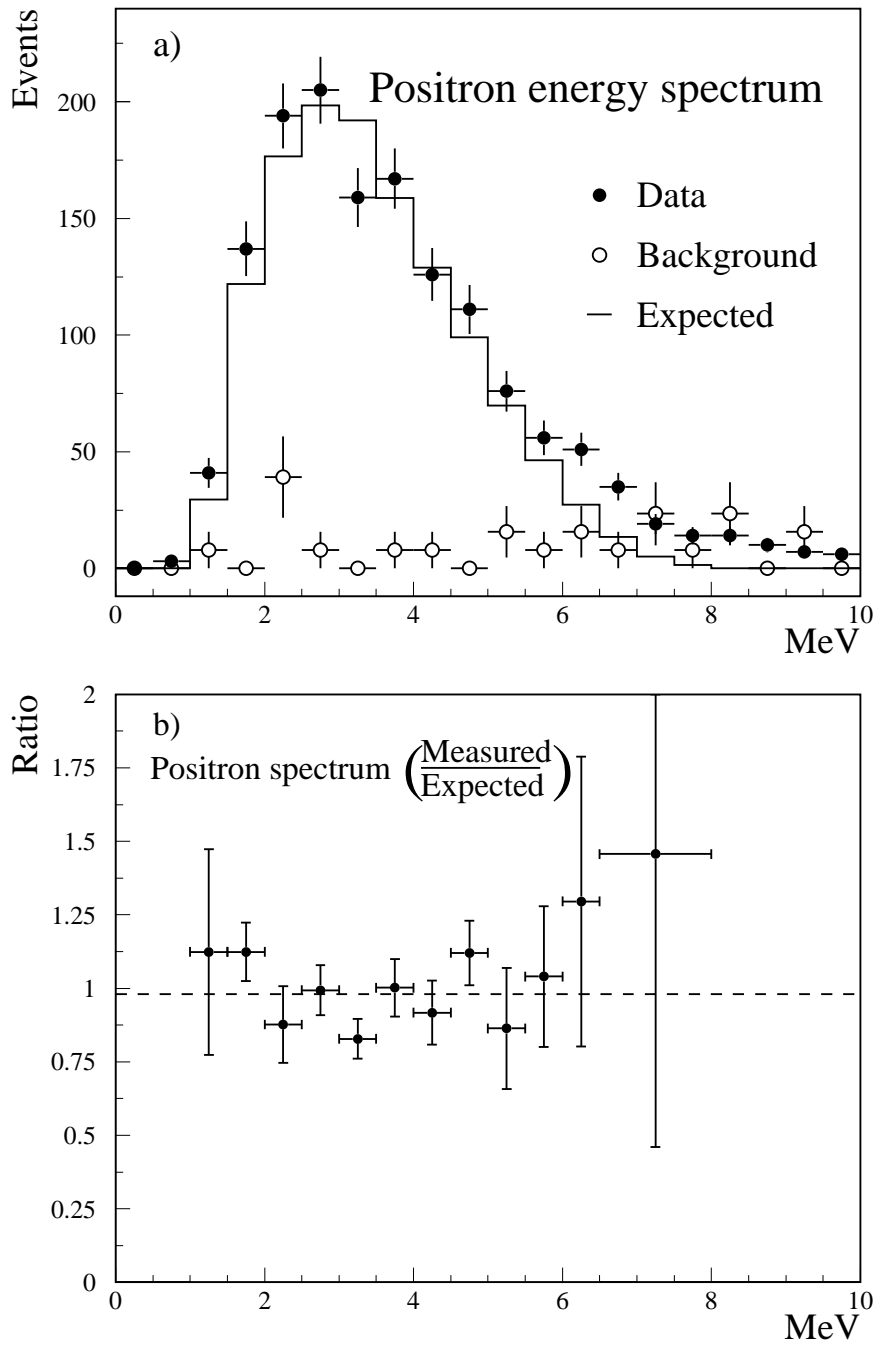 Events
a)
Positron energy spectrum
Data
Background
Expected
200
150
100
50
0
0 2 4 6 8 10
MeV
Ratio
b)
Positron spectrum (Measured
Expected)
2
1.75
1.5
1.25
1
0.75
0.5
0.25
0
0 2 4 6 8 10
MeV